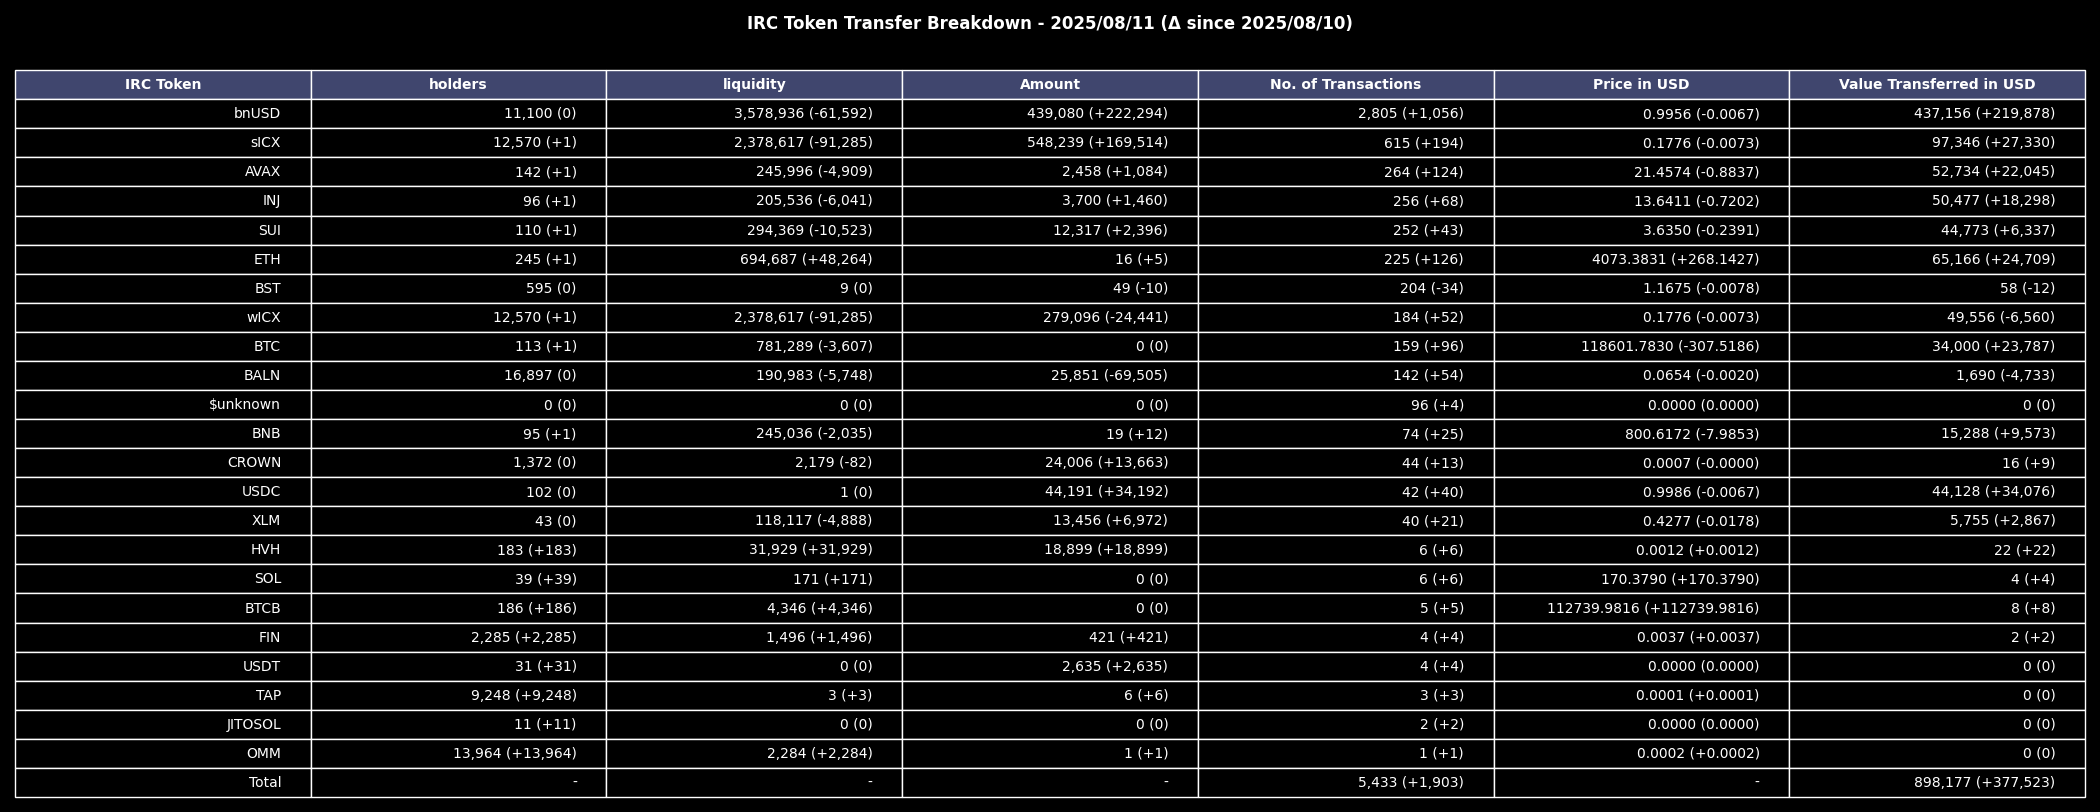 IRC Token Transfer Breakdown - 2025/08/11 (Δ since 2025/08/10)
IRC Token holders liquidity Amount No. of Transactions Price in USD Value Transferred in USD
bnUSD 11,100 (0) 3,578,936 (-61,592) 439,080 (+222,294) 2,805 (+1,056) 0.9956 (-0.0067) 437,156 (+219,878)
sICX 12,570 (+1) 2,378,617 (-91,285) 548,239 (+169,514) 615 (+194) 0.1776 (-0.0073) 97,346 (+27,330)
AVAX 142 (+1) 245,996 (-4,909) 2,458 (+1,084) 264 (+124) 21.4574 (-0.8837) 52,734 (+22,045)
INJ 96 (+1) 205,536 (-6,041) 3,700 (+1,460) 256 (+68) 13.6411 (-0.7202) 50,477 (+18,298)
SUI 110 (+1) 294,369 (-10,523) 12,317 (+2,396) 252 (+43) 3.6350 (-0.2391) 44,773 (+6,337)
ETH 245 (+1) 694,687 (+48,264) 16 (+5) 225 (+126) 4073.3831 (+268.1427) 65,166 (+24,709)
BST 595 (0) 9 (0) 49 (-10) 204 (-34) 1.1675 (-0.0078) 58 (-12)
wICX 12,570 (+1) 2,378,617 (-91,285) 279,096 (-24,441) 184 (+52) 0.1776 (-0.0073) 49,556 (-6,560)
BTC 113 (+1) 781,289 (-3,607) 0 (0) 159 (+96) 118601.7830 (-307.5186) 34,000 (+23,787)
BALN 16,897 (0) 190,983 (-5,748) 25,851 (-69,505) 142 (+54) 0.0654 (-0.0020) 1,690 (-4,733)
$unknown 0 (0) 0 (0) 0 (0) 96 (+4) 0.0000 (0.0000) 0 (0)
BNB 95 (+1) 245,036 (-2,035) 19 (+12) 74 (+25) 800.6172 (-7.9853) 15,288 (+9,573)
CROWN 1,372 (0) 2,179 (-82) 24,006 (+13,663) 44 (+13) 0.0007 (-0.0000) 16 (+9)
USDC 102 (0) 1 (0) 44,191 (+34,192) 42 (+40) 0.9986 (-0.0067) 44,128 (+34,076)
XLM 43 (0) 118,117 (-4,888) 13,456 (+6,972) 40 (+21) 0.4277 (-0.0178) 5,755 (+2,867)
HVH 183 (+183) 31,929 (+31,929) 18,899 (+18,899) 6 (+6) 0.0012 (+0.0012) 22 (+22)
SOL 39 (+39) 171 (+171) 0 (0) 6 (+6) 170.3790 (+170.3790) 4 (+4)
BTCB 186 (+186) 4,346 (+4,346) 0 (0) 5 (+5) 112739.9816 (+112739.9816) 8 (+8)
FIN 2,285 (+2,285) 1,496 (+1,496) 421 (+421) 4 (+4) 0.0037 (+0.0037) 2 (+2)
USDT 31 (+31) 0 (0) 2,635 (+2,635) 4 (+4) 0.0000 (0.0000) 0 (0)
TAP 9,248 (+9,248) 3 (+3) 6 (+6) 3 (+3) 0.0001 (+0.0001) 0 (0)
JITOSOL 11 (+11) 0 (0) 0 (0) 2 (+2) 0.0000 (0.0000) 0 (0)
OMM 13,964 (+13,964) 2,284 (+2,284) 1 (+1) 1 (+1) 0.0002 (+0.0002) 0 (0)
Total - - - 5,433 (+1,903) - 898,177 (+377,523)